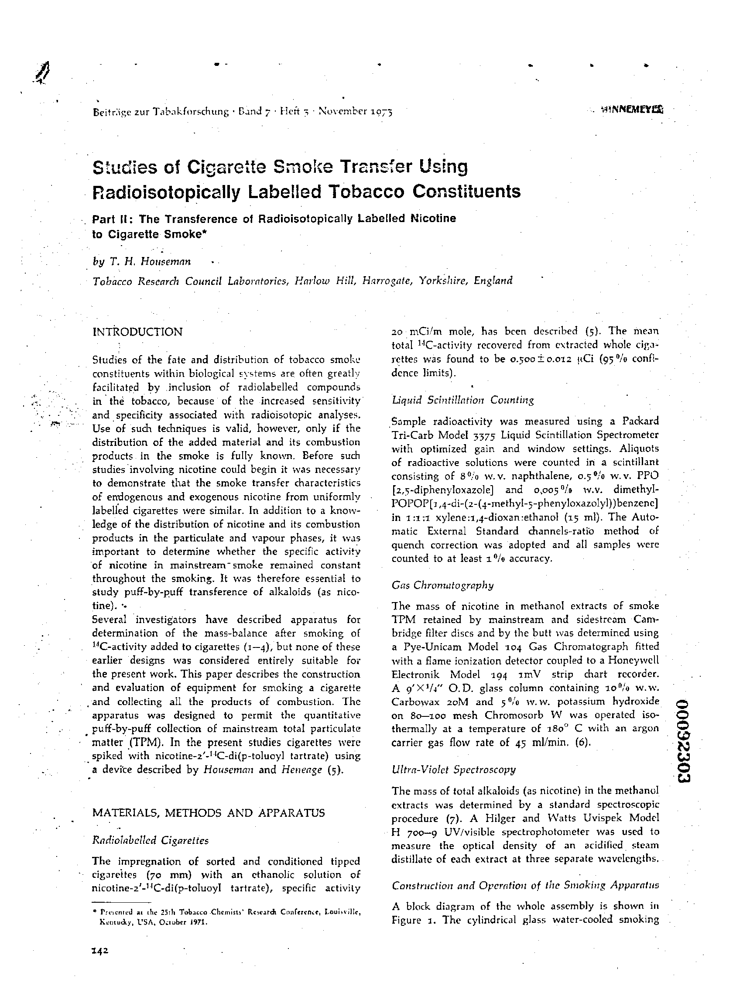 Beiträge zur Tabakforschung · Band 7 · Heft 3 · November 1973
WINNEMEYER
Studies of Cigarette Smoke Transfer Using
Radioisotopically Labelled Tobacco Constituents
Part II: The Transference of Radioisotopically Labelled Nicotine
to Cigarette Smoke*
by T. H. Houseman
Tobacco Research Council Laboratories, Harlow Hill, Harrogate, Yorkshire, England
INTRODUCTION
Studies of the fate and distribution of tobacco smoke
constituents within biological systems are often greatly
facilitated by inclusion of radiolabelled compounds
in the tobacco, because of the increased sensitivity
and specificity associated with radioisotopic analyses.
Use of such techniques is valid, however, only if the
distribution of the added material and its combustion
products in the smoke is fully known. Before such
studies involving nicotine could begin it was necessary
to demonstrate that the smoke transfer characteristics
of endogenous and exogenous nicotine from uniformly
labelled cigarettes were similar. In addition to a know-
ledge of the distribution of nicotine and its combustion
products in the particulate and vapour phases, it was
important to determine whether the specific activity
of nicotine in mainstream smoke remained constant
throughout the smoking. It was therefore essential to
study puff-by-puff transference of alkaloids (as nico-
tine).
Several investigators have described apparatus for
determination of the mass-balance after smoking of
¹⁴C-activity added to cigarettes (1—4), but none of these
earlier designs was considered entirely suitable for
the present work. This paper describes the construction
and evaluation of equipment for smoking a cigarette
and collecting all the products of combustion. The
apparatus was designed to permit the quantitative
puff-by-puff collection of mainstream total particulate
matter (TPM). In the present studies cigarettes were
spiked with nicotine-2'-¹⁴C-di(p-toluoyl tartrate) using
a device described by Houseman and Heneage (5).
MATERIALS, METHODS AND APPARATUS
Radiolabelled Cigarettes
The impregnation of sorted and conditioned tipped
cigarettes (70 mm) with an ethanolic solution of
nicotine-2'-¹⁴C-di(p-toluoyl tartrate), specific activity
* Presented at the 25th Tobacco Chemists' Research Conference, Louisville,
Kentucky, USA, October 1971.
142
20 mCi/m mole, has been described (5). The mean
total ¹⁴C-activity recovered from extracted whole ciga-
rettes was found to be 0.500 ± 0.012 µCi (95 % confi-
dence limits).
Liquid Scintillation Counting
Sample radioactivity was measured using a Packard
Tri-Carb Model 3375 Liquid Scintillation Spectrometer
with optimized gain and window settings. Aliquots
of radioactive solutions were counted in a scintillant
consisting of 8 % w.v. naphthalene, 0.5 % w.v. PPO
[2,5-diphenyloxazole] and 0,005 % w.v. dimethyl-
POPOP[1,4-di-(2-(4-methyl-5-phenyloxazolyl))benzene]
in 1:1:1 xylene:1,4-dioxan:ethanol (15 ml). The Auto-
matic External Standard channels-ratio method of
quench correction was adopted and all samples were
counted to at least 1 % accuracy.
Gas Chromatography
The mass of nicotine in methanol extracts of smoke
TPM retained by mainstream and sidestream Cam-
bridge filter discs and by the butt was determined using
a Pye-Unicam Model 104 Gas Chromatograph fitted
with a flame ionization detector coupled to a Honeywell
Electronik Model 194 1mV strip chart recorder.
A 9'×¹/₄" O.D. glass column containing 10 % w.w.
Carbowax 20M and 5 % w.w. potassium hydroxide
on 80—100 mesh Chromosorb W was operated iso-
thermally at a temperature of 180° C with an argon
carrier gas flow rate of 45 ml/min. (6).
Ultra-Violet Spectroscopy
The mass of total alkaloids (as nicotine) in the methanol
extracts was determined by a standard spectroscopic
procedure (7). A Hilger and Watts Uvispek Model
H 700—9 UV/visible spectrophotometer was used to
measure the optical density of an acidified steam
distillate of each extract at three separate wavelengths.
Construction and Operation of the Smoking Apparatus
A block diagram of the whole assembly is shown in
Figure 1. The cylindrical glass water-cooled smoking
00092303